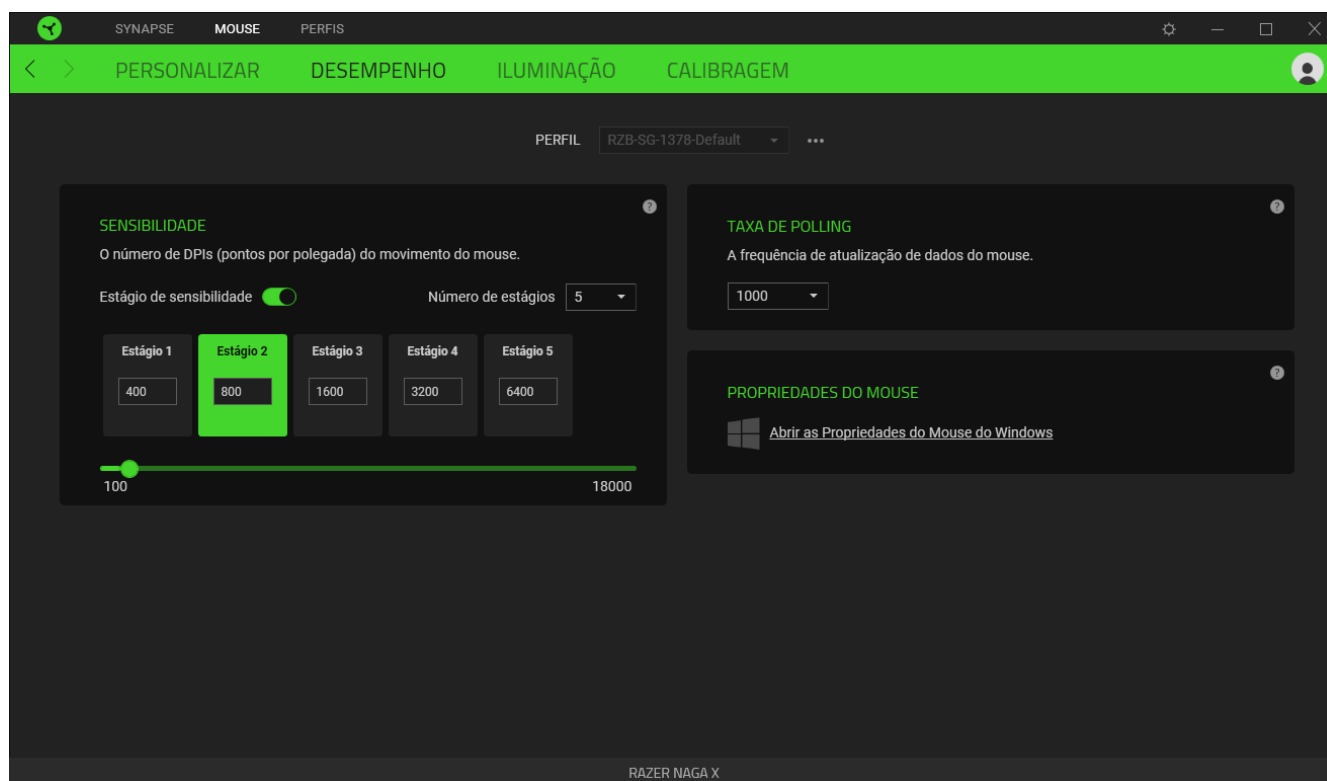 SYNAPSE MOUSE PERFIS
PERSONALIZAR DESEMPENHO ILUMINAÇÃO CALIBRAGEM
PERFIL RZB-SG-1378-Default
SENSIBILIDADE
O número de DPIs (pontos por polegada) do movimento do mouse.
Estágio de sensibilidade Número de estágios 5
Estágio 1 Estágio 2 Estágio 3 Estágio 4 Estágio 5
400 800 1600 3200 6400
100 18000
TAXA DE POLLING
A frequência de atualização de dados do mouse.
1000
PROPRIEDADES DO MOUSE
Abrir as Propriedades do Mouse do Windows
RAZER NAGA X